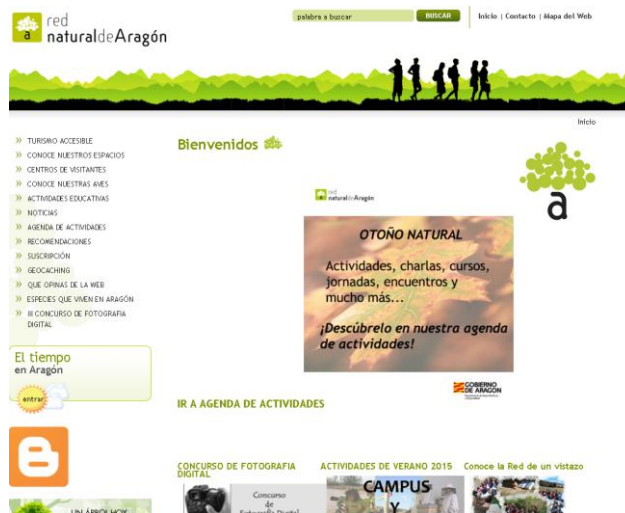 red
naturaldeAragón
palabra a buscar
BUSCAR
Inicio | Contacto | Mapa del Web
Inicio
TURISMO ACCESIBLE
CONOCE NUESTROS ESPACIOS
CENTROS DE VISITANTES
CONOCE NUESTRAS AVES
ACTIVIDADES EDUCATIVAS
NOTICIAS
AGENDA DE ACTIVIDADES
RECOMENDACIONES
SUSCRIPCIÓN
GEOCACHING
QUE OPINAS DE LA WEB
ESPECIES QUE VIVEN EN ARAGÓN
III CONCURSO DE FOTOGRAFIA
DIGITAL
El tiempo
en Aragón
entrar
Bienvenidos
a
red
naturaldeAragón
OTOÑO NATURAL
Actividades, charlas, cursos,
jornadas, encuentros y
mucho más...
¡Descúbrelo en nuestra agenda
de actividades!
GOBIERNO
DE ARAGON
IR A AGENDA DE ACTIVIDADES
CONCURSO DE FOTOGRAFIA
DIGITAL
Concurso
de
Fotografía Digital
ACTIVIDADES DE VERANO 2015
CAMPUS
Y
Conoce la Red de un vistazo
UN ÁRBOL HOY